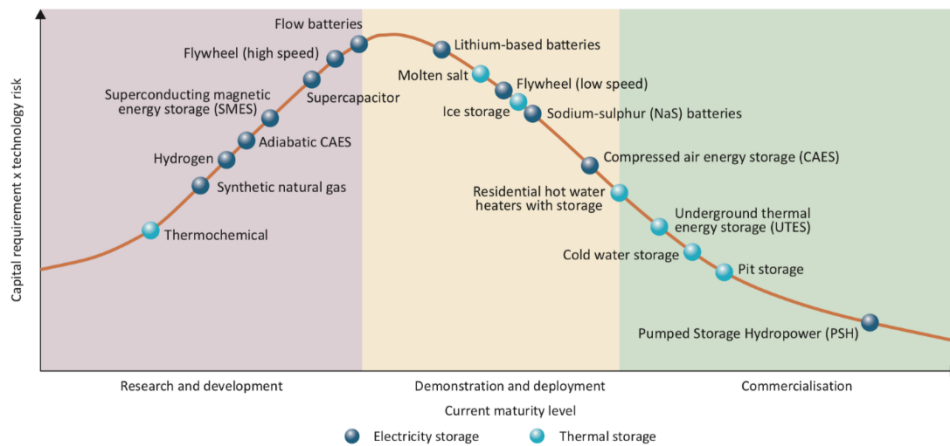 Capital requirement x technology risk
Flow batteries
Flywheel (high speed)
Supercapacitor
Superconducting magnetic
energy storage (SMES)
Adiabatic CAES
Hydrogen
Synthetic natural gas
Thermochemical
Lithium-based batteries
Molten salt
Flywheel (low speed)
Ice storage
Sodium-sulphur (NaS) batteries
Compressed air energy storage (CAES)
Residential hot water
heaters with storage
Underground thermal
energy storage (UTES)
Cold water storage
Pit storage
Pumped Storage Hydropower (PSH)
Research and development
Demonstration and deployment
Commercialisation
Current maturity level
Electricity storage
Thermal storage